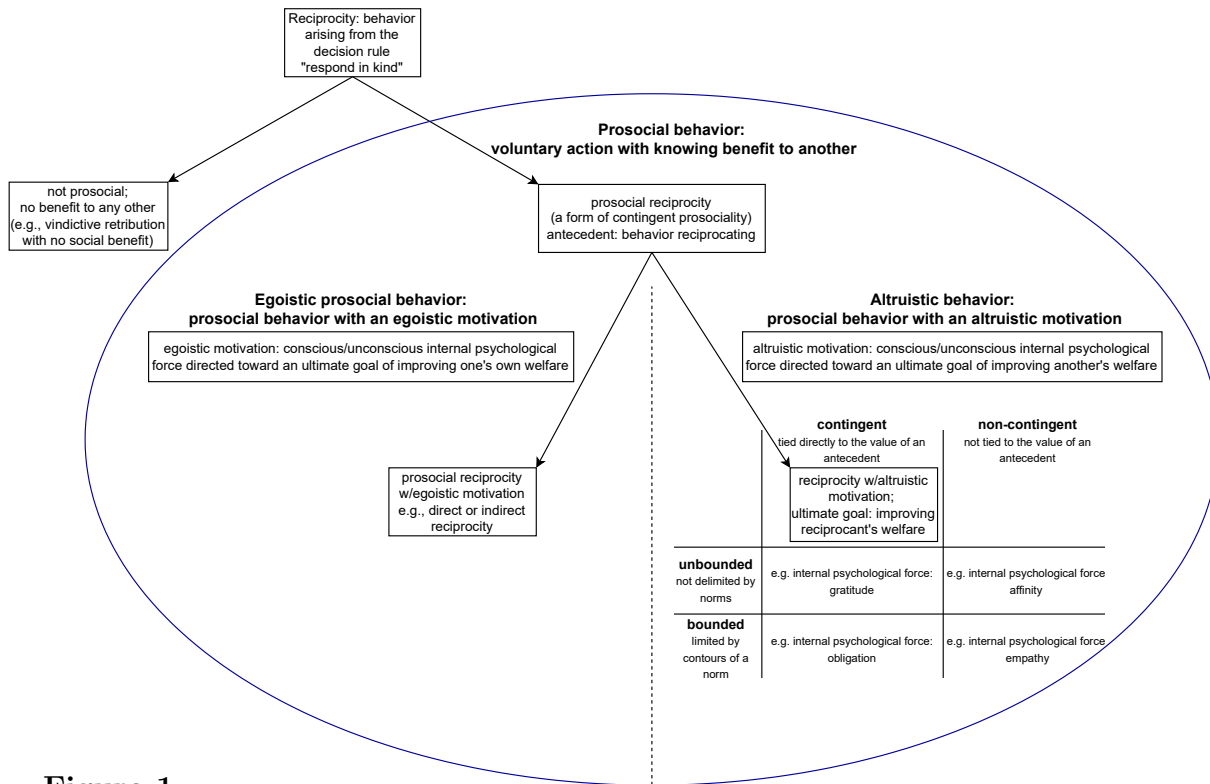 Reciprocity: behavior
arising from the
decision rule
"respond in kind"
Prosocial behavior:
voluntary action with knowing benefit to another
not prosocial;
no benefit to any other
(e.g., vindictive retribution
with no social benefit)
prosocial reciprocity
(a form of contingent prosociality)
antecedent: behavior reciprocating
Egoistic prosocial behavior:
prosocial behavior with an egoistic motivation
egoistic motivation: conscious/unconscious internal psychological
force directed toward an ultimate goal of improving one's own welfare
Altruistic behavior:
prosocial behavior with an altruistic motivation
altruistic motivation: conscious/unconscious internal psychological
force directed toward an ultimate goal of improving another's welfare
prosocial reciprocity
w/egoistic motivation
e.g., direct or indirect
reciprocity
contingent
tied directly to the value of an
antecedent
non-contingent
not tied to the value of an
antecedent
reciprocity w/altruistic
motivation;
ultimate goal: improving
reciprocant's welfare
unbounded
not delimited by
norms
e.g. internal psychological force:
gratitude
e.g. internal psychological force
affinity
bounded
limited by
contours of a
norm
e.g. internal psychological force:
obligation
e.g. internal psychological force
empathy
Figure 1